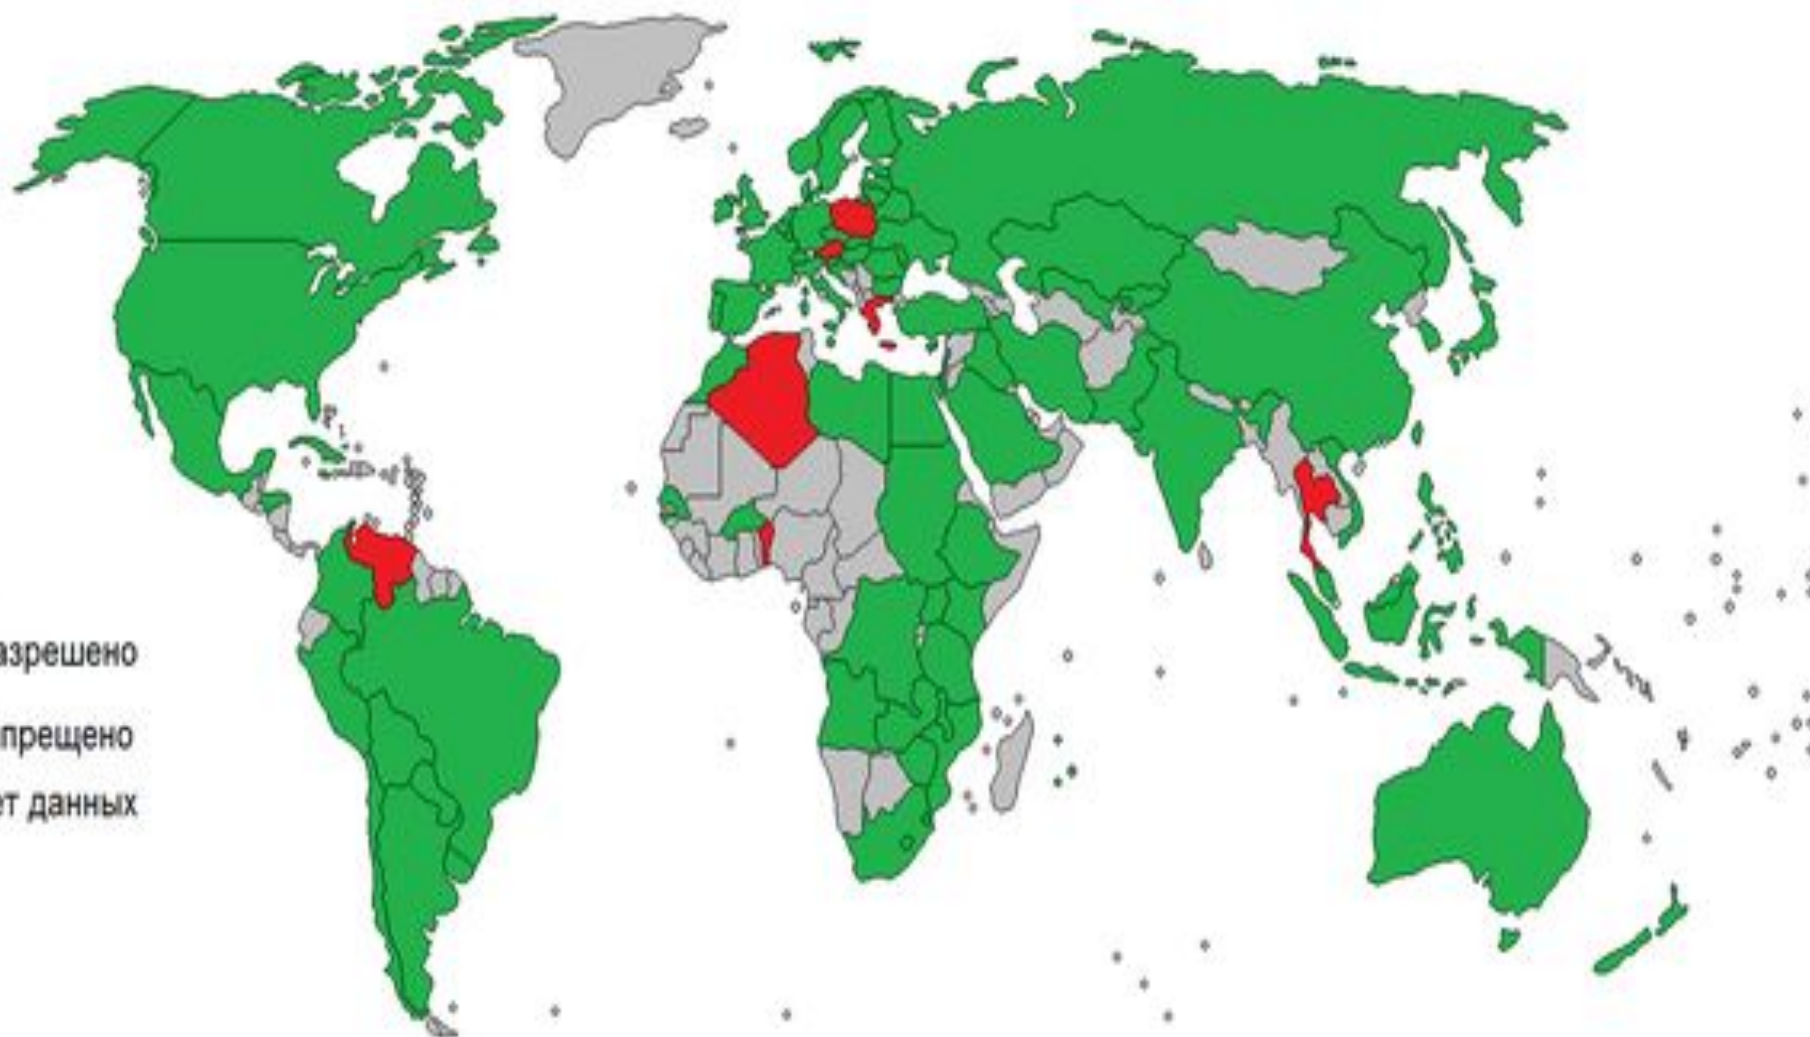 азрешено
прещено
ет данных